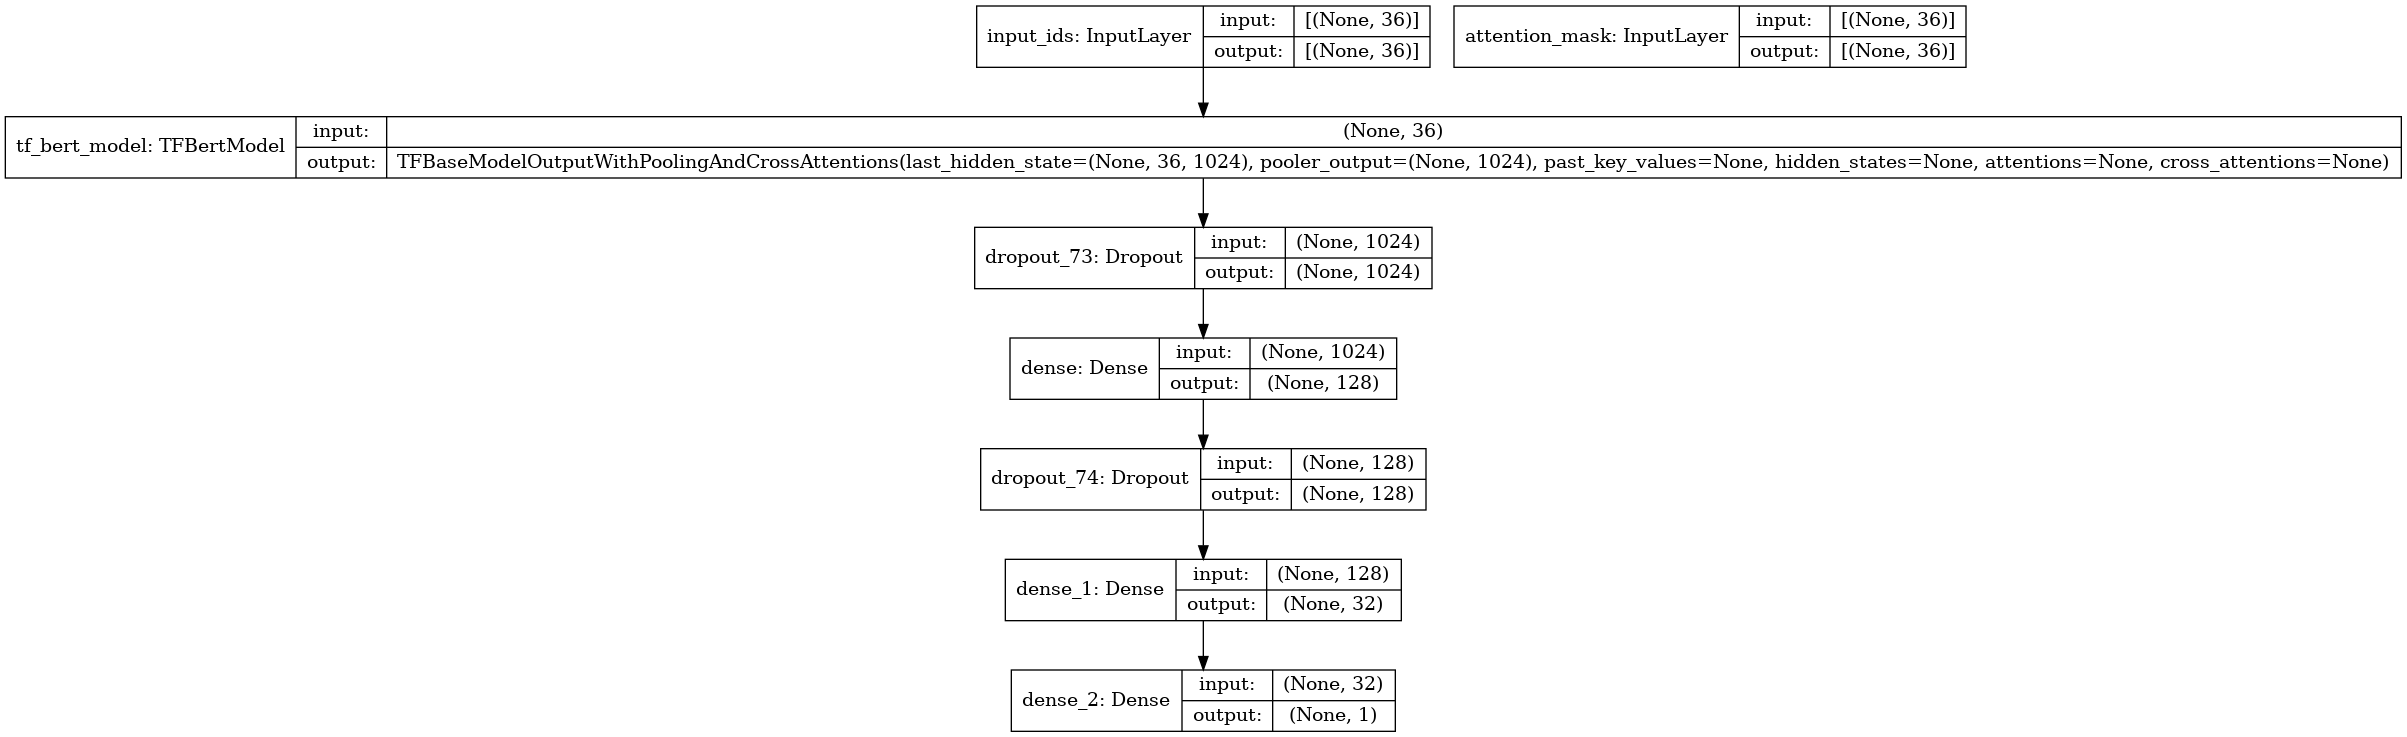 input_ids: InputLayer
input: [(None, 36)]
output: [(None, 36)]
attention_mask: InputLayer
input: [(None, 36)]
output: [(None, 36)]
tf_bert_model: TFBertModel
input: (None, 36)
output: TFBaseModelOutputWithPoolingAndCrossAttentions(last_hidden_state=(None, 36, 1024), pooler_output=(None, 1024), past_key_values=None, hidden_states=None, attentions=None, cross_attentions=None)
dropout_73: Dropout
input: (None, 1024)
output: (None, 1024)
dense: Dense
input: (None, 1024)
output: (None, 128)
dropout_74: Dropout
input: (None, 128)
output: (None, 128)
dense_1: Dense
input: (None, 128)
output: (None, 32)
dense_2: Dense
input: (None, 32)
output: (None, 1)